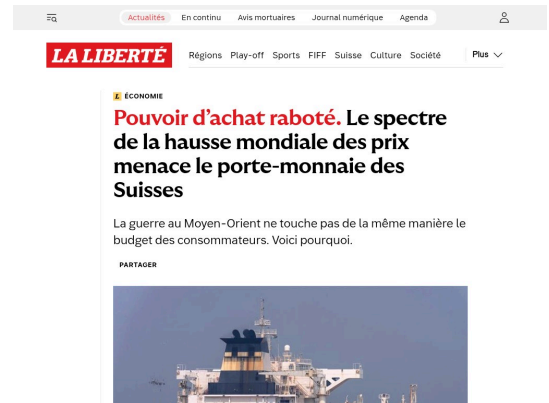 Actualités En continu Avis mortuaires Journal numérique Agenda
LA LIBERTÉ
Régions Play-off Sports FIFF Suisse Culture Société Plus
L ÉCONOMIE
Pouvoir d’achat raboté. Le spectre
de la hausse mondiale des prix
menace le porte-monnaie des
Suisses
La guerre au Moyen-Orient ne touche pas de la même manière le
budget des consommateurs. Voici pourquoi.
PARTAGER